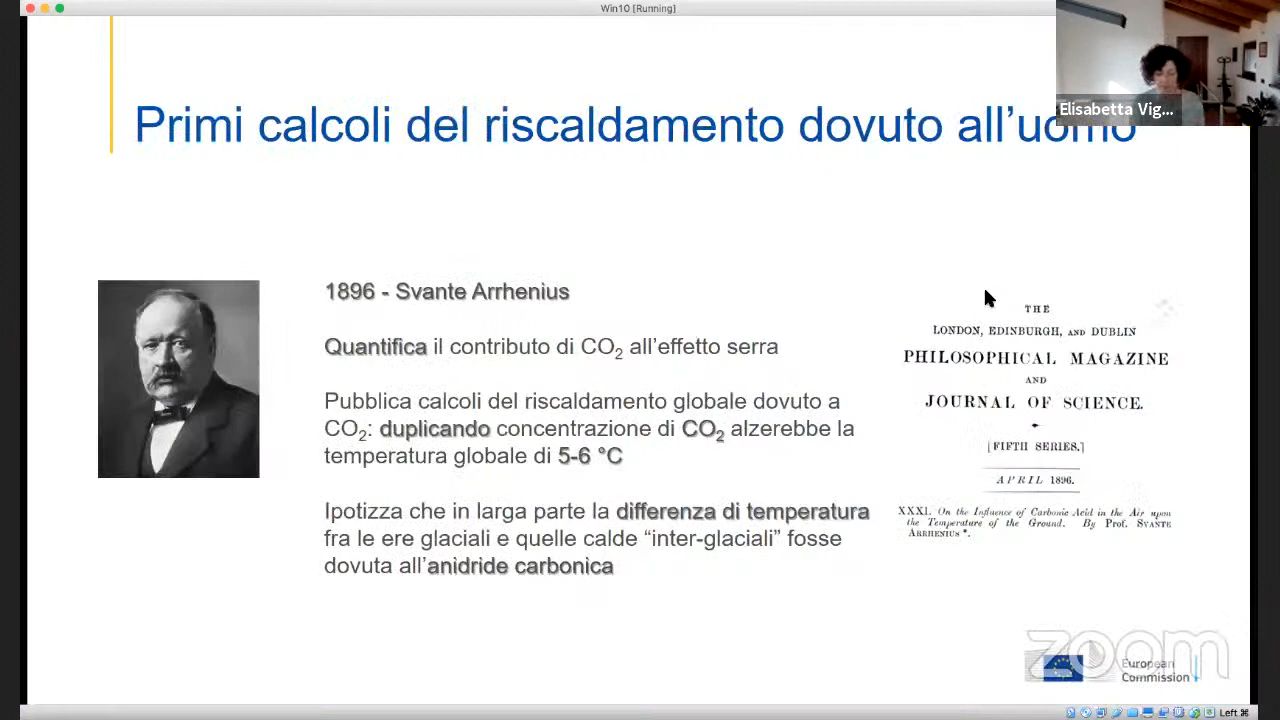 Win10 [Running]
Elisabetta Vig...
Primi calcoli del riscaldamento dovuto all’uomo
1896 - Svante Arrhenius
Quantifica il contributo di CO₂ all’effetto serra
Pubblica calcoli del riscaldamento globale dovuto a
CO₂: duplicando concentrazione di CO₂ alzerebbe la
temperatura globale di 5-6 °C
Ipotizza che in larga parte la differenza di temperatura
fra le ere glaciali e quelle calde “inter-glaciali” fosse
dovuta all’anidride carbonica
THE
LONDON, EDINBURGH, AND DUBLIN
PHILOSOPHICAL MAGAZINE
AND
JOURNAL OF SCIENCE.
[FIFTH SERIES.]
APRIL 1896.
XXXI. On the Influence of Carbonic Acid in the Air upon
the Temperature of the Ground. By Prof. SVANTE
ARRHENIUS *.
zoom
European
Commission
Left ⌘